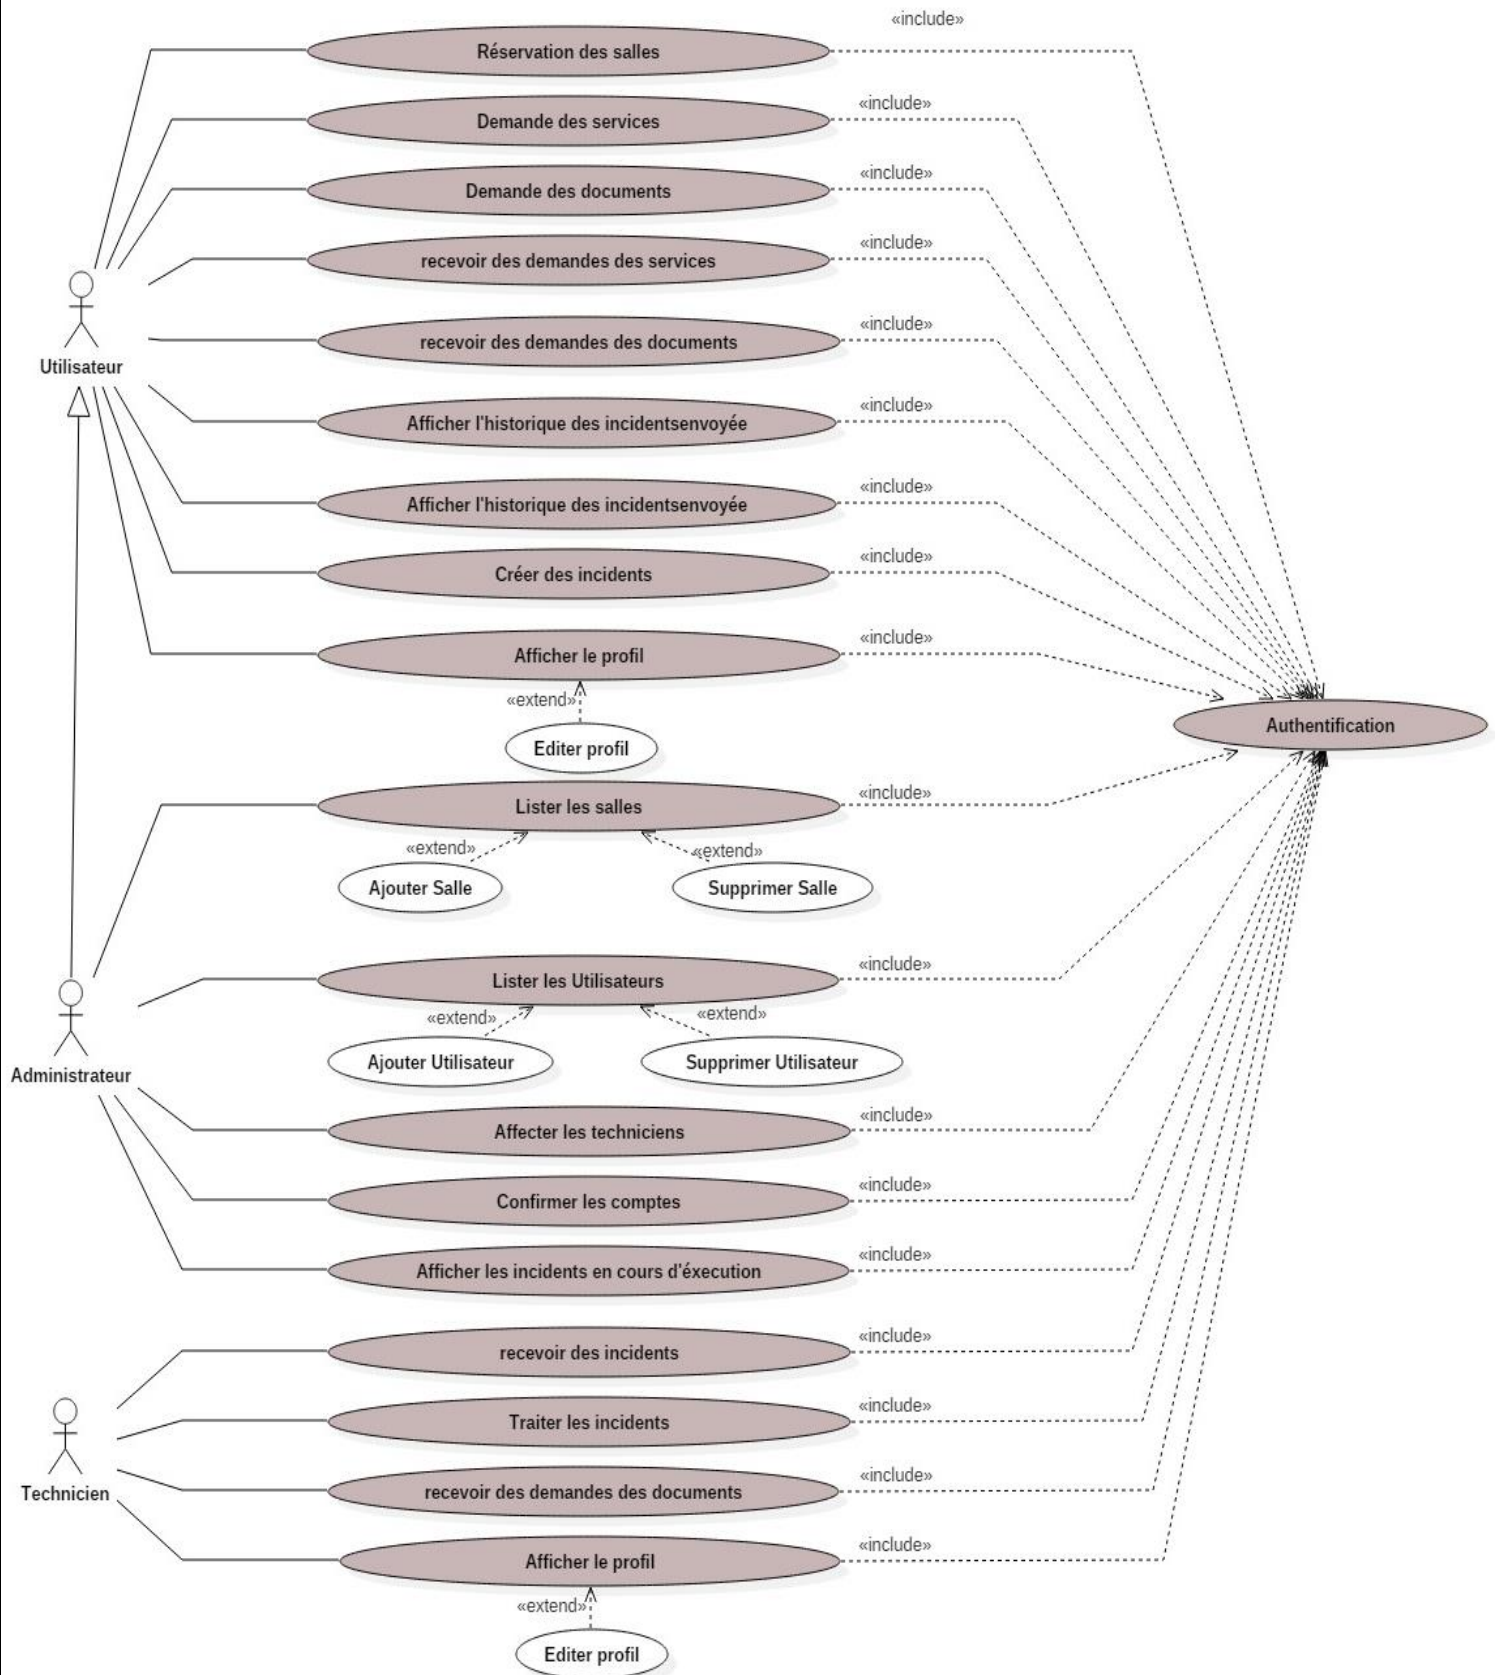 «include»
Réservation des salles
«include»
Demande des services
«include»
Demande des documents
«include»
recevoir des demandes des services
«include»
recevoir des demandes des documents
Utilisateur
«include»
Afficher l'historique des incidentsenvoyée
«include»
Afficher l'historique des incidentsenvoyée
«include»
Créer des incidents
«include»
Afficher le profil
«extend»
Authentification
Editer profil
«include»
Lister les salles
«extend»
«extend»
Ajouter Salle
Supprimer Salle
«include»
Lister les Utilisateurs
«extend»
«extend»
Ajouter Utilisateur
Supprimer Utilisateur
Administrateur
«include»
Affecter les techniciens
«include»
Confirmer les comptes
«include»
Afficher les incidents en cours d'éxecution
«include»
recevoir des incidents
«include»
Traiter les incidents
«include»
recevoir des demandes des documents
Technicien
«include»
Afficher le profil
«extend»
Editer profil